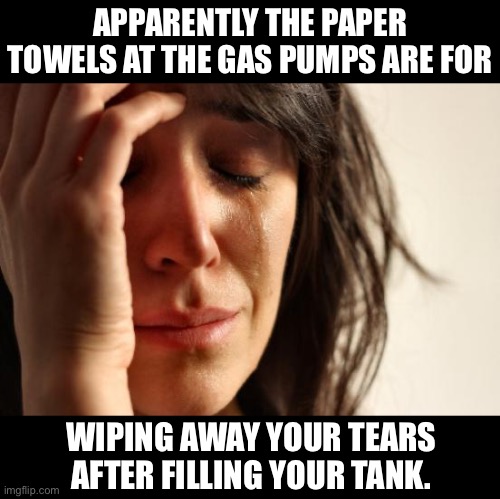 APPARENTLY THE PAPER
TOWELS AT THE GAS PUMPS ARE FOR
WIPING AWAY YOUR TEARS
AFTER FILLING YOUR TANK.
imgflip.com